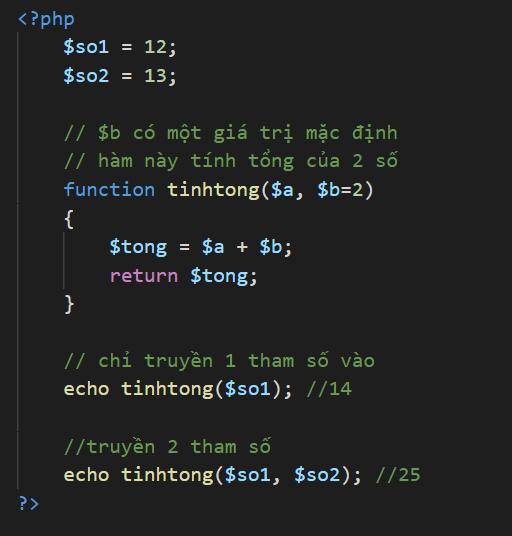 <?php
$so1 = 12;
$so2 = 13;
// $b có một giá trị mặc định
// hàm này tính tổng của 2 số
function tinhtong($a, $b=2)
{
$tong = $a + $b;
return $tong;
}
// chỉ truyền 1 tham số vào
echo tinhtong($so1); //14
//truyền 2 tham số
echo tinhtong($so1, $so2); //25
?>